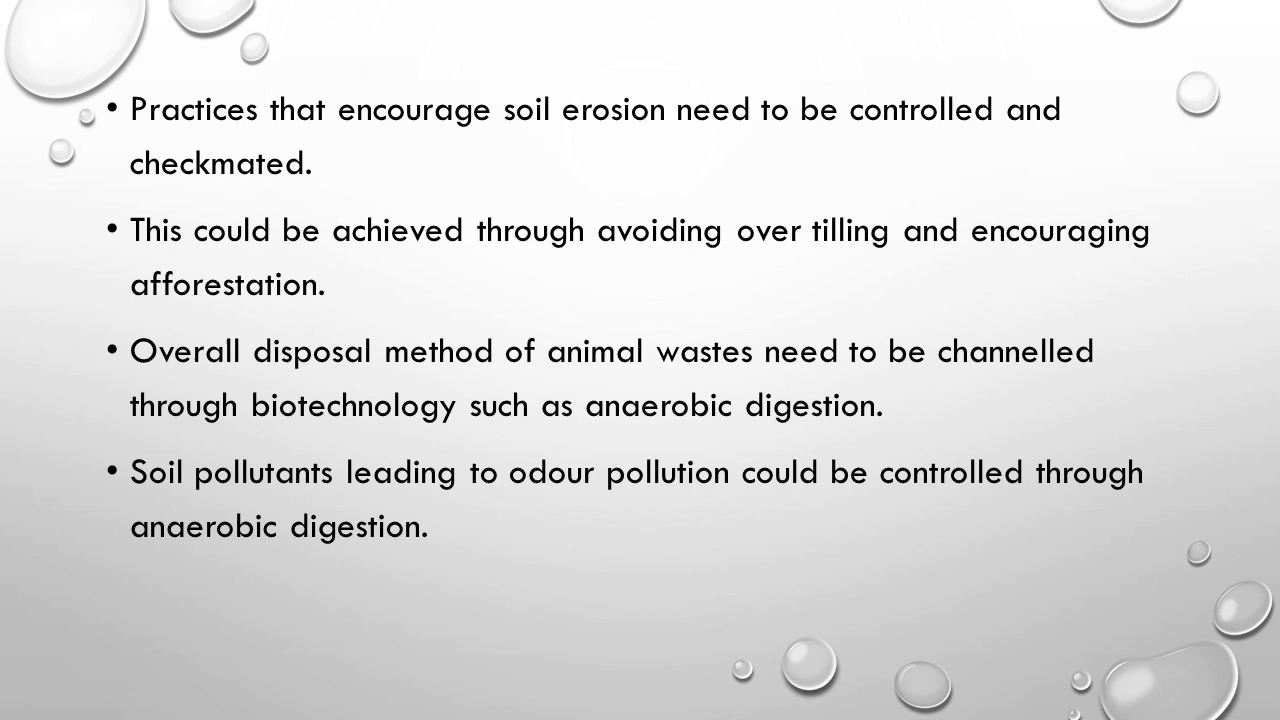 • Practices that encourage soil erosion need to be controlled and
checkmated.
• This could be achieved through avoiding over tilling and encouraging
afforestation.
• Overall disposal method of animal wastes need to be channelled
through biotechnology such as anaerobic digestion.
• Soil pollutants leading to odour pollution could be controlled through
anaerobic digestion.